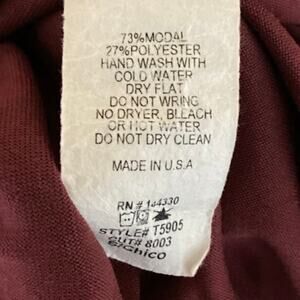 73%MODAL
27%POLYESTER
HAND WASH WITH
COLD WATER
DRY FLAT
DO NOT WRING
NO DRYER, BLEACH
OR HOT WATER
DO NOT DRY CLEAN
MADE IN U.S.A
RN # 144330
STYLE# T5905
CUT# 8003
S/Chico